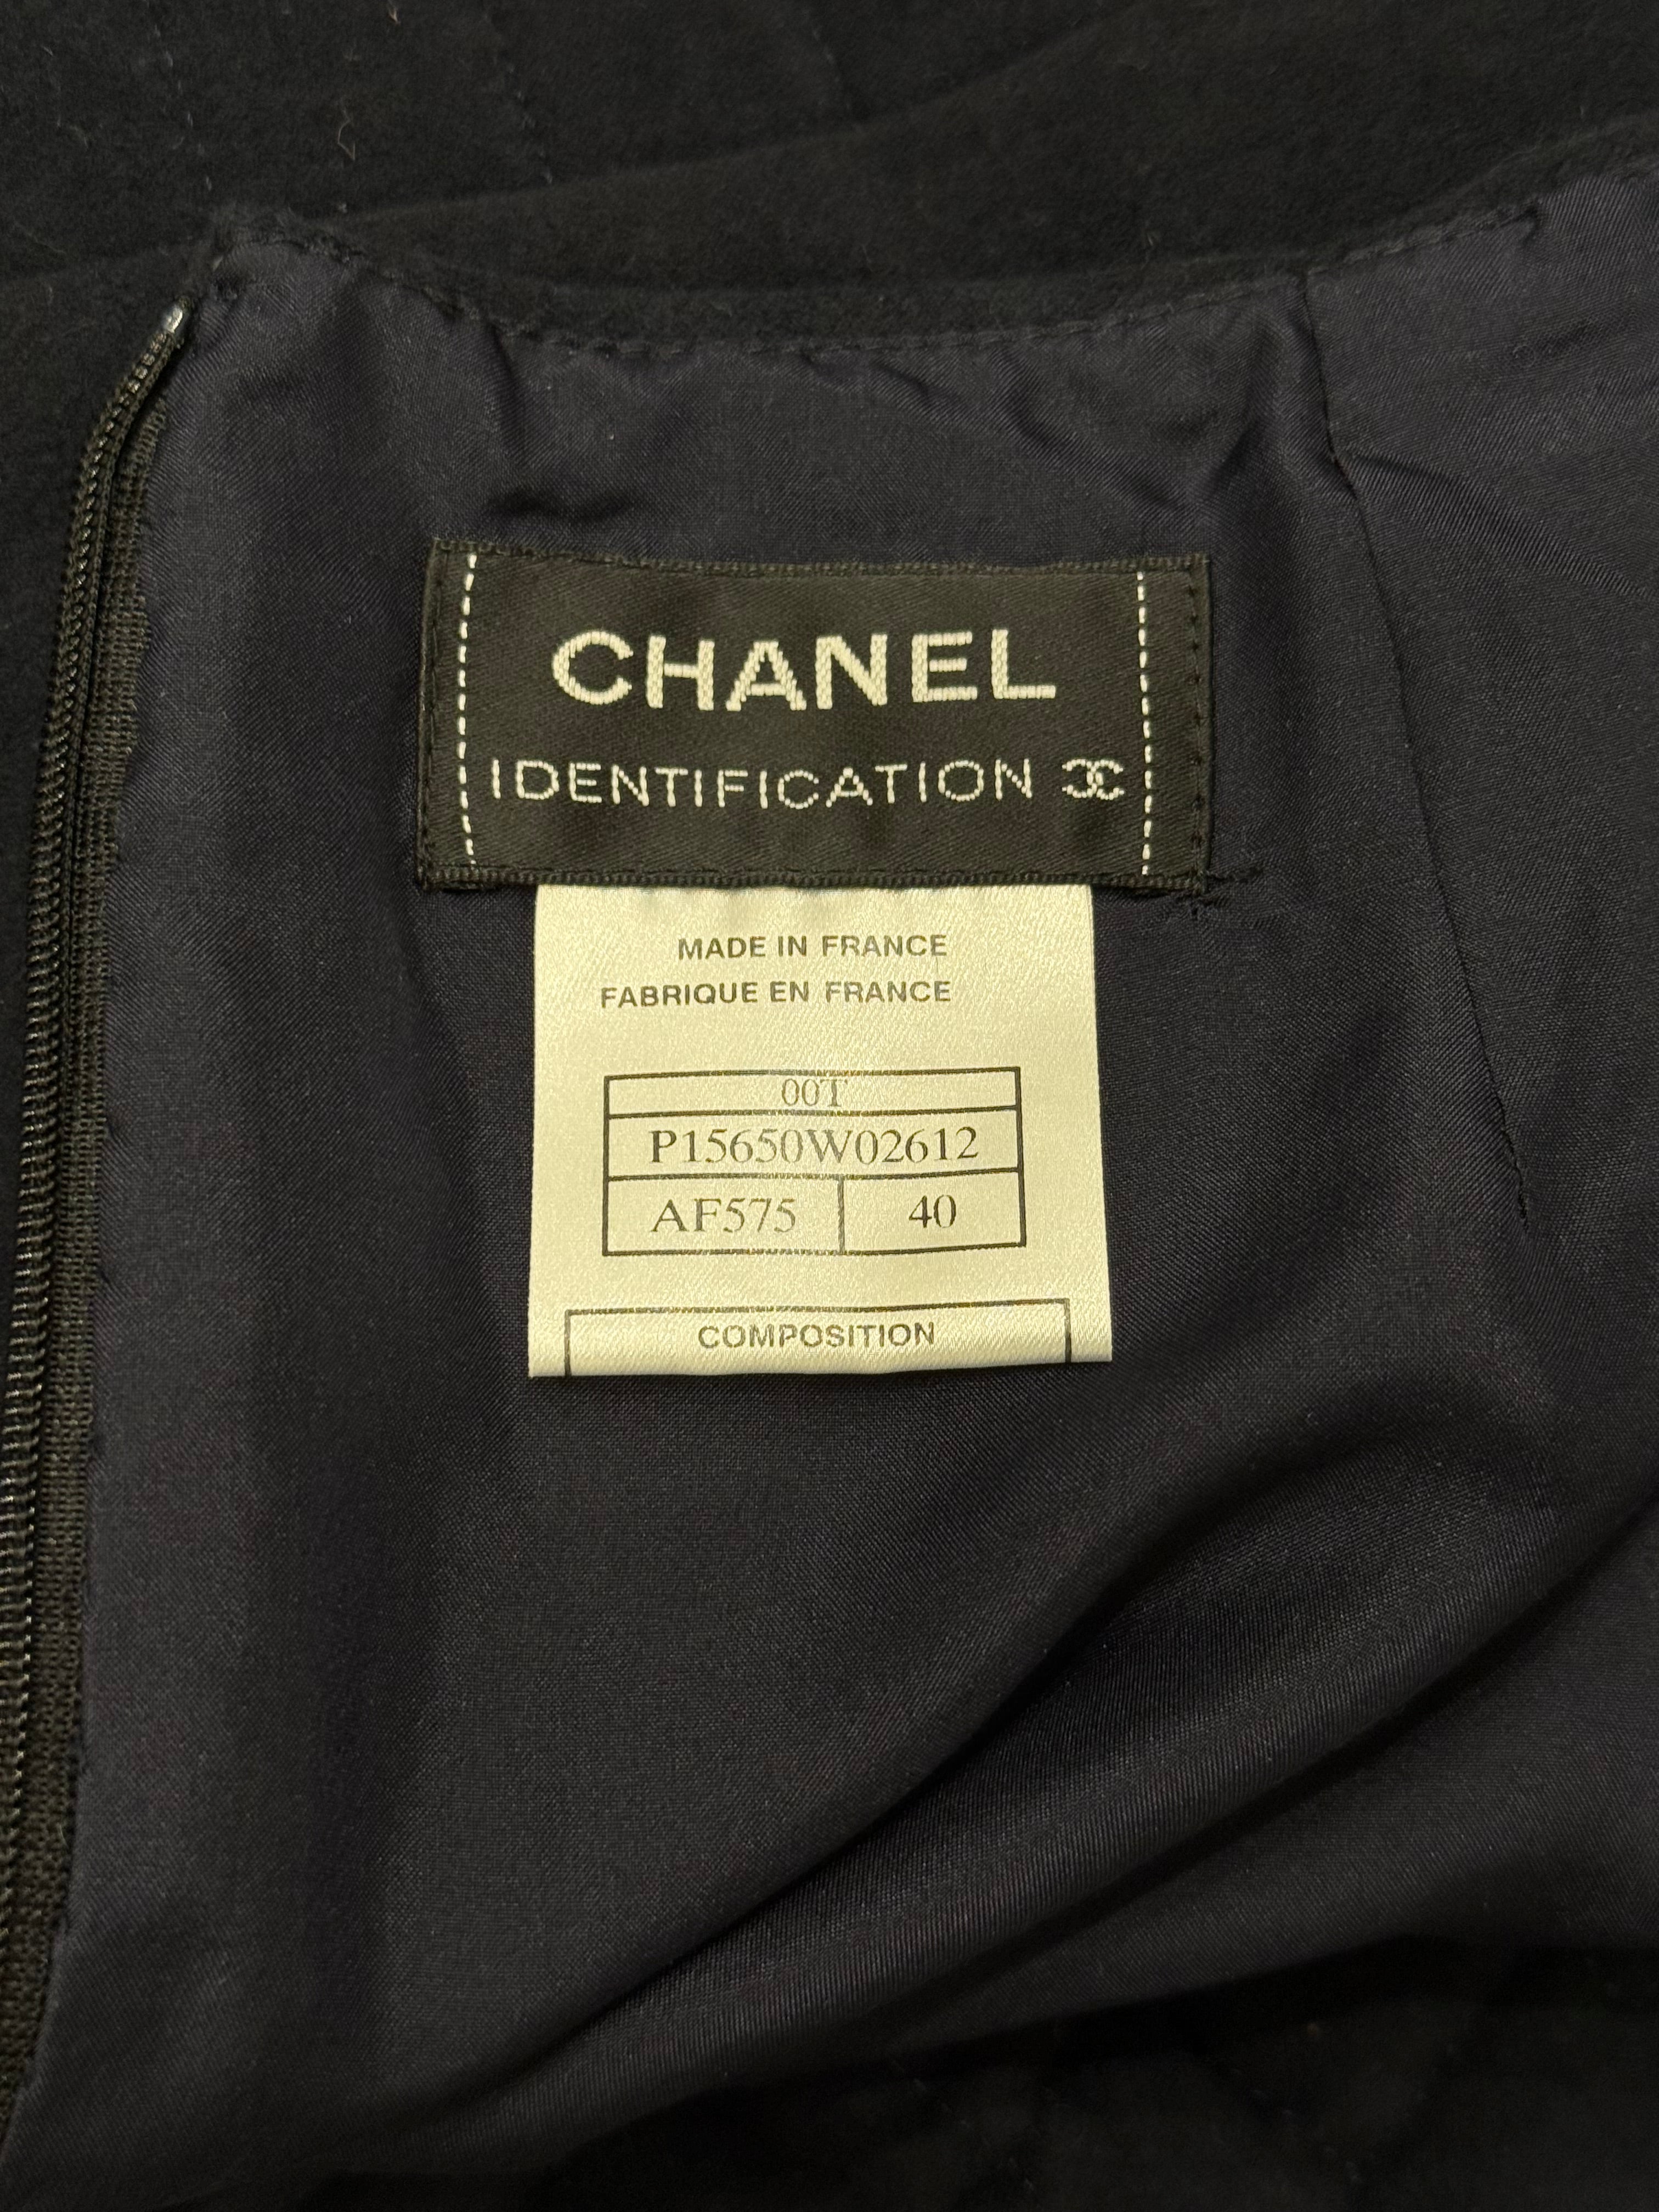 CHANEL
IDENTIFICATION
MADE IN FRANCE
FABRIQUE EN FRANCE
00T
P15650W02612
AF575 40
COMPOSITION